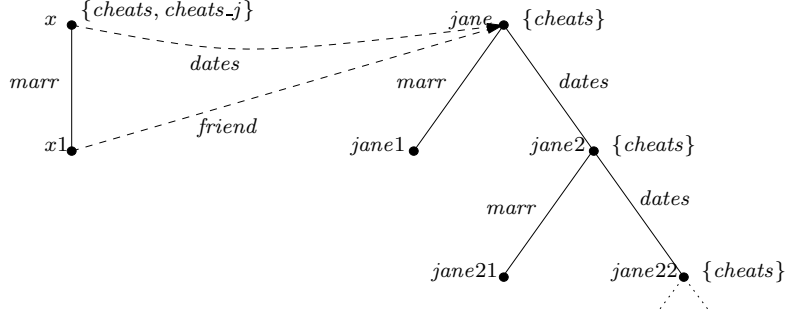 x {cheats, cheats_j} jane {cheats}
dates
marr marr dates
friend
x1 jane1 jane2 {cheats}
marr dates
jane21 jane22 {cheats}